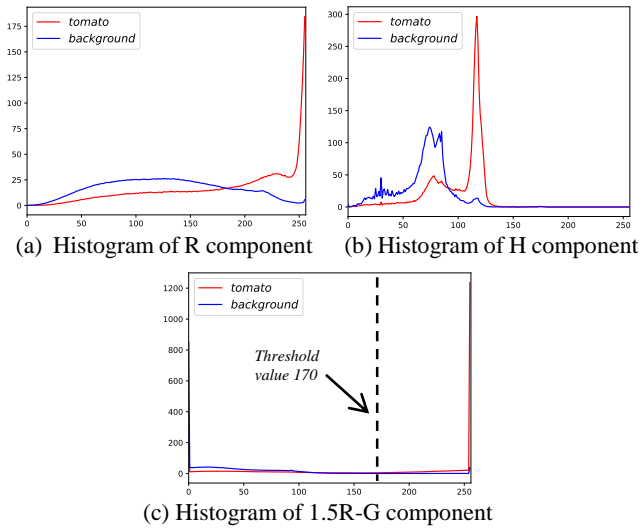 tomato
background
175
150
125
100
75
50
25
0
0 50 100 150 200 250
(a) Histogram of R component
tomato
background
300
250
200
150
100
50
0
0 50 100 150 200 250
(b) Histogram of H component
tomato
background
1200
1000
800
600
400
200
0
Threshold
value 170
0 50 100 150 200 250
(c) Histogram of 1.5R-G component